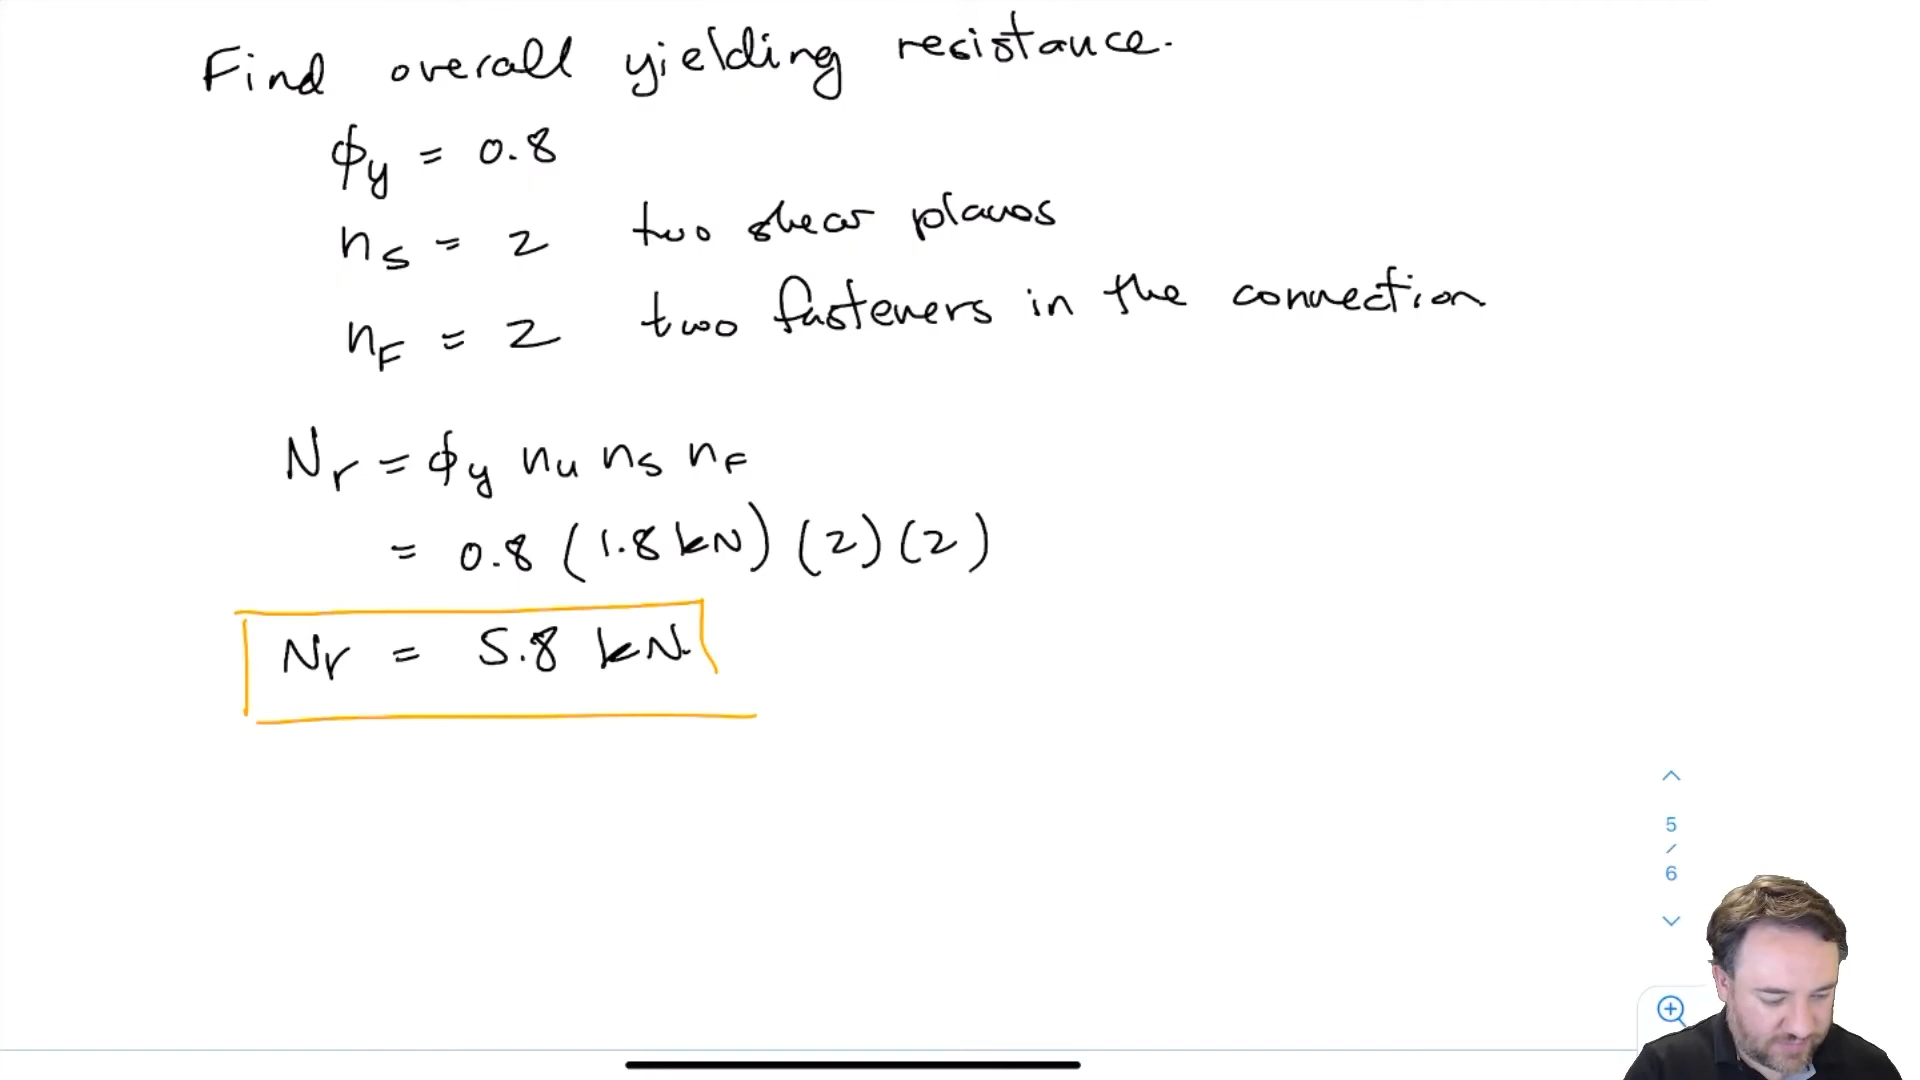 Find overall yielding resistance.
ϕy = 0.8
ns = 2 two shear planes
nF = 2 two fasteners in the connection
Nr = ϕy nu ns nF
= 0.8 (1.8 kN) (2) (2)
Nr = 5.8 kN.
5
/
6